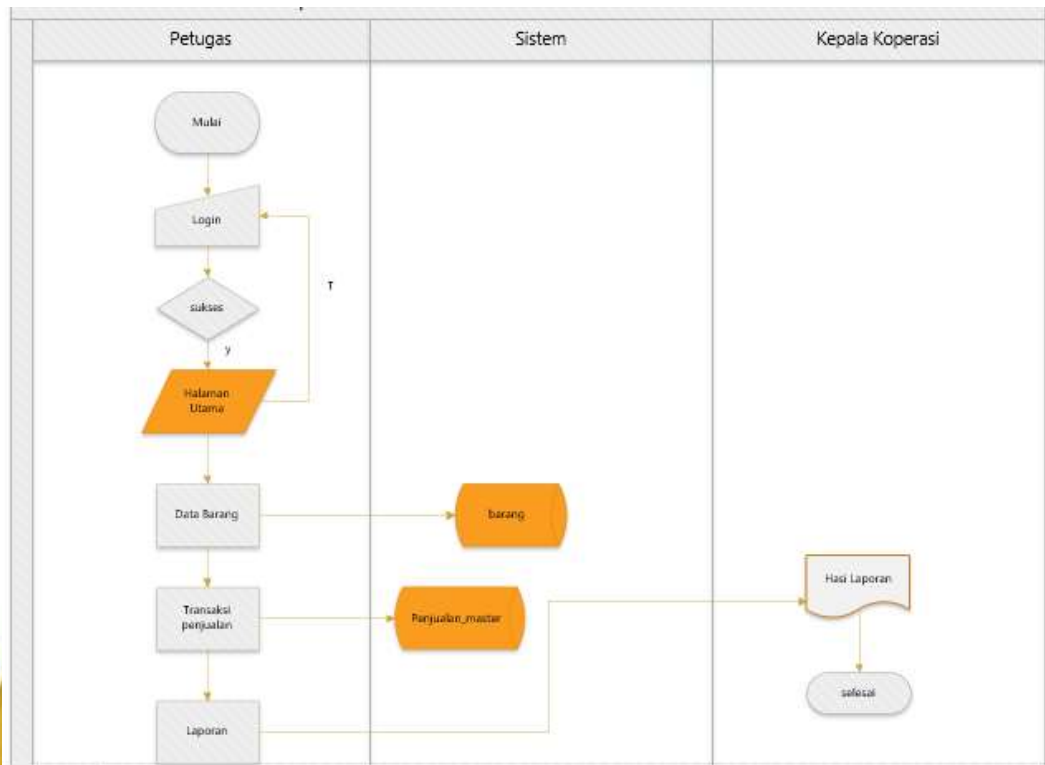 Petugas
Sistem
Kepala Koperasi
Mulai
Login
T
sukses
y
Halaman
Utama
Data Barang
barang
Hasi Laporan
Transaksi
penjualan
Penjualan_master
selesai
Laporan